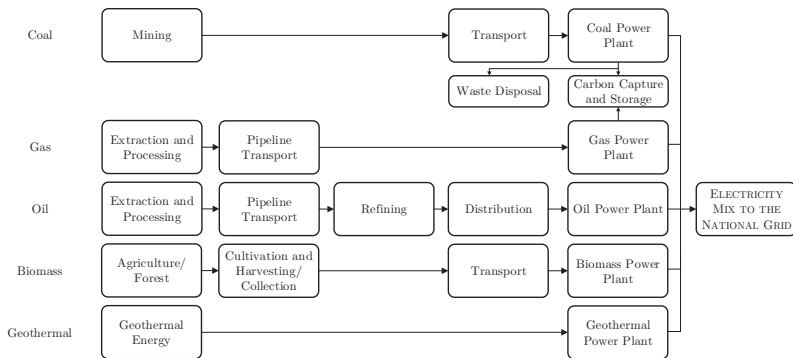 Coal
Mining
Transport
Coal Power
Plant
Waste Disposal
Carbon Capture
and Storage
Gas
Extraction and
Processing
Pipeline
Transport
Gas Power
Plant
Oil
Extraction and
Processing
Pipeline
Transport
Refining
Distribution
Oil Power Plant
ELECTRICITY
MIX TO THE
NATIONAL GRID
Biomass
Agriculture/
Forest
Cultivation and
Harvesting/
Collection
Transport
Biomass Power
Plant
Geothermal
Geothermal
Energy
Geothermal
Power Plant